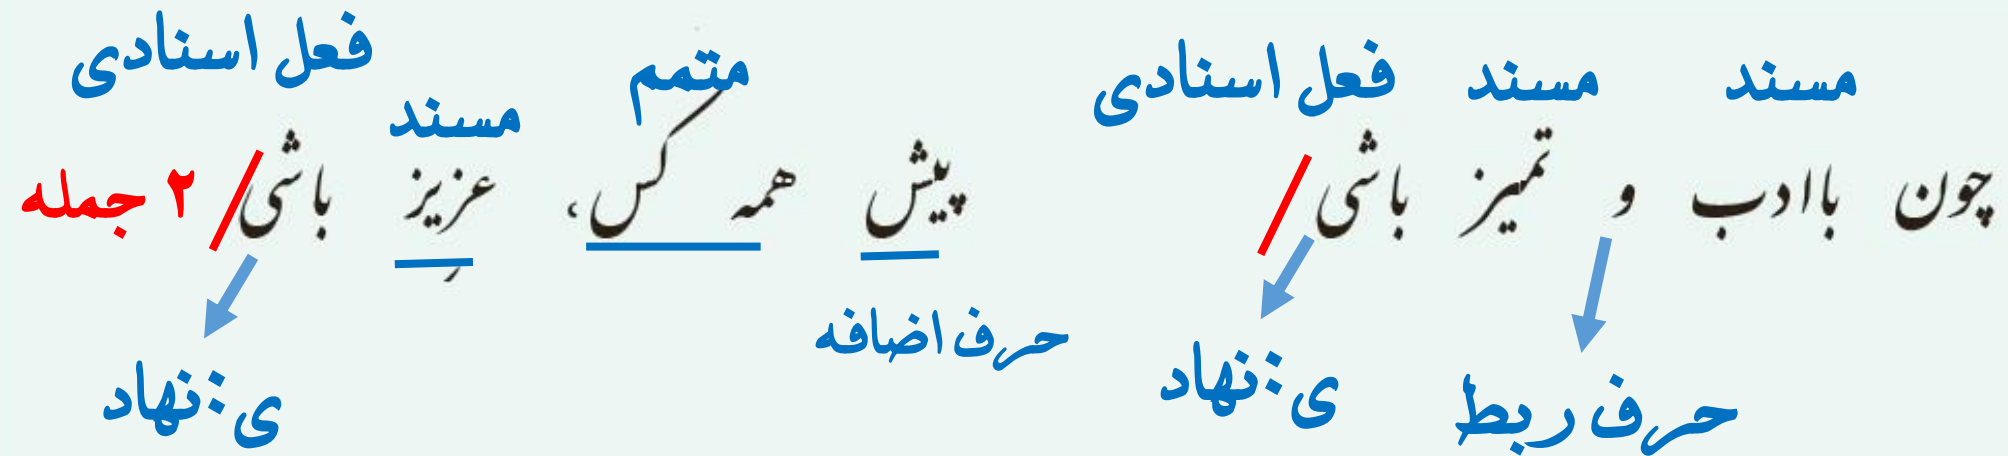 مسند مسند فعل اسنادی متمم مسند فعل اسنادی
چون باادب و تمیز باشی/ پیش همه کس، عزیز باشی/ ۲ جمله
حرف ربط ی:نهاد حرف اضافه ی:نهاد